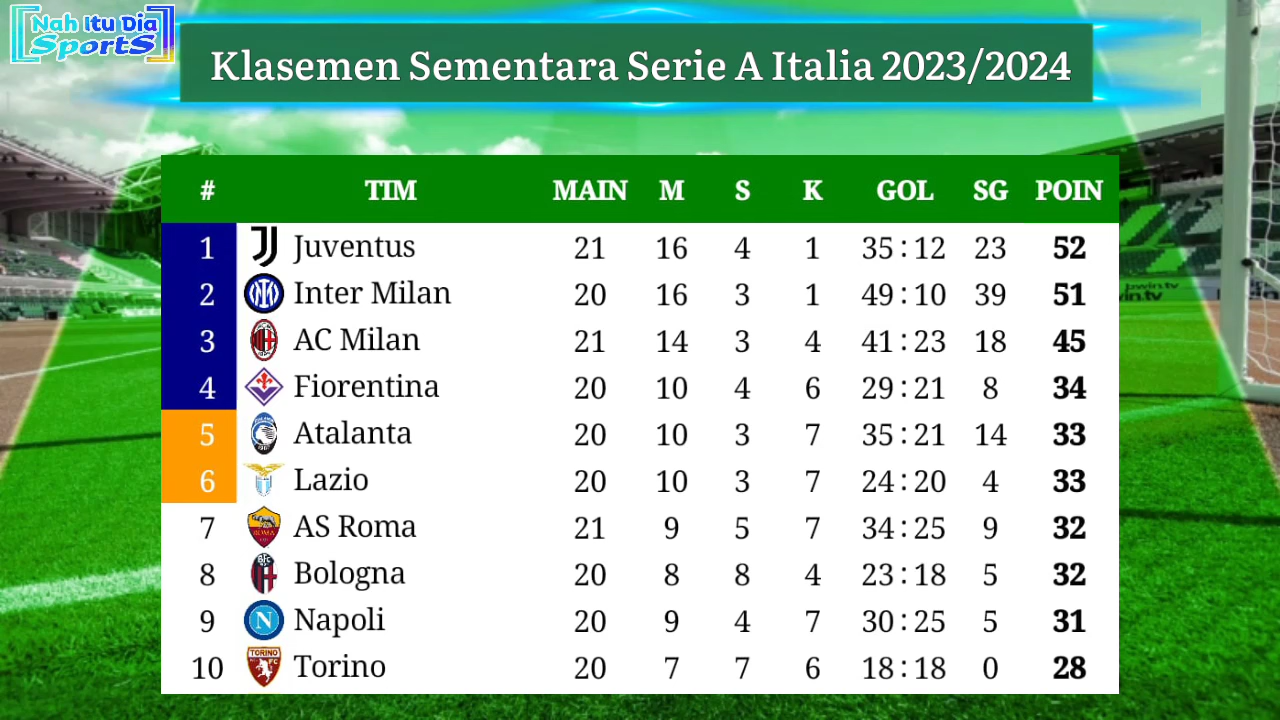 Nah Itu Dia
Sports
Klasemen Sementara Serie A Italia 2023/2024
# TIM MAIN M S K GOL SG POIN
1 Juventus 21 16 4 1 35:12 23 52
2 Inter Milan 20 16 3 1 49:10 39 51
3 AC Milan 21 14 3 4 41:23 18 45
4 Fiorentina 20 10 4 6 29:21 8 34
5 Atalanta 20 10 3 7 35:21 14 33
6 Lazio 20 10 3 7 24:20 4 33
7 AS Roma 21 9 5 7 34:25 9 32
8 Bologna 20 8 8 4 23:18 5 32
9 Napoli 20 9 4 7 30:25 5 31
10 Torino 20 7 7 6 18:18 0 28